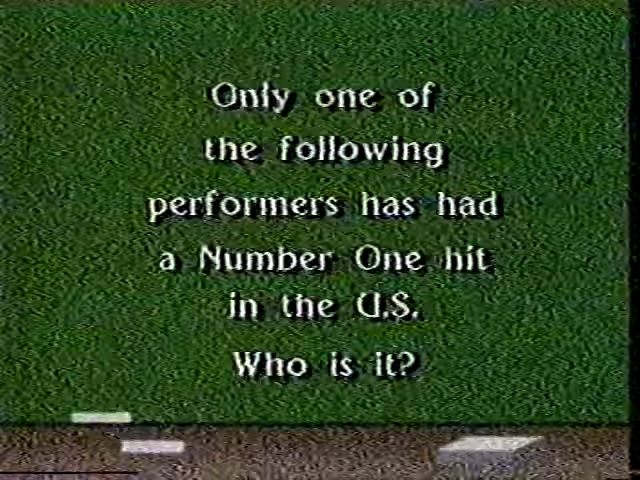 Only one of
the following
performers has had
a Number One hit
in the U.S.
Who is it?